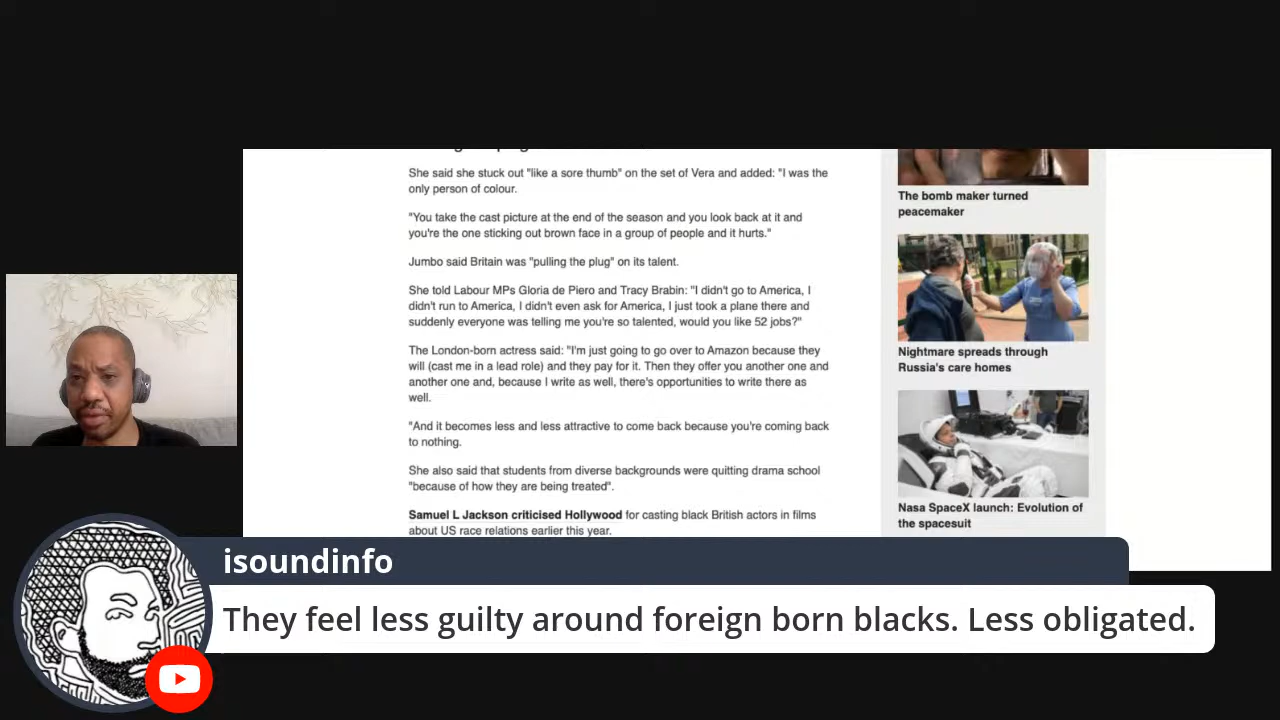 She said she stuck out "like a sore thumb" on the set of Vera and added: "I was the
only person of colour.
"You take the cast picture at the end of the season and you look back at it and
you're the one sticking out brown face in a group of people and it hurts."
Jumbo said Britain was "pulling the plug" on its talent.
She told Labour MPs Gloria de Piero and Tracy Brabin: "I didn't go to America, I
didn't run to America, I didn't even ask for America, I just took a plane there and
suddenly everyone was telling me you're so talented, would you like 52 jobs?"
The London-born actress said: "I'm just going to go over to Amazon because they
will (cast me in a lead role) and they pay for it. Then they offer you another one and
another one and, because I write as well, there's opportunities to write there as
well.
"And it becomes less and less attractive to come back because you're coming back
to nothing.
She also said that students from diverse backgrounds were quitting drama school
"because of how they are being treated".
Samuel L Jackson criticised Hollywood for casting black British actors in films
about US race relations earlier this year.
The bomb maker turned
peacemaker
Nightmare spreads through
Russia's care homes
Nasa SpaceX launch: Evolution of
the spacesuit
isoundinfo
They feel less guilty around foreign born blacks. Less obligated.